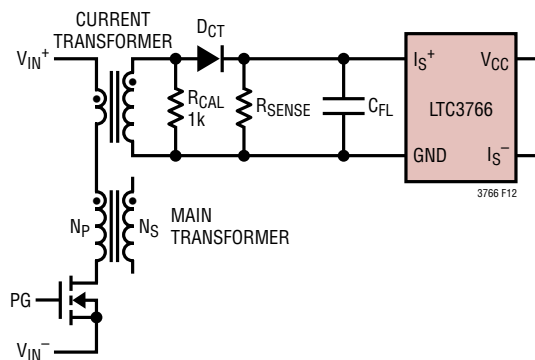 CURRENT
TRANSFORMER
D_CT
V_IN^+
R_CAL
1k
R_SENSE
C_FL
I_S^+
V_CC
LTC3766
GND
I_S^–
3766 F12
N_P
N_S
MAIN
TRANSFORMER
PG
V_IN^–